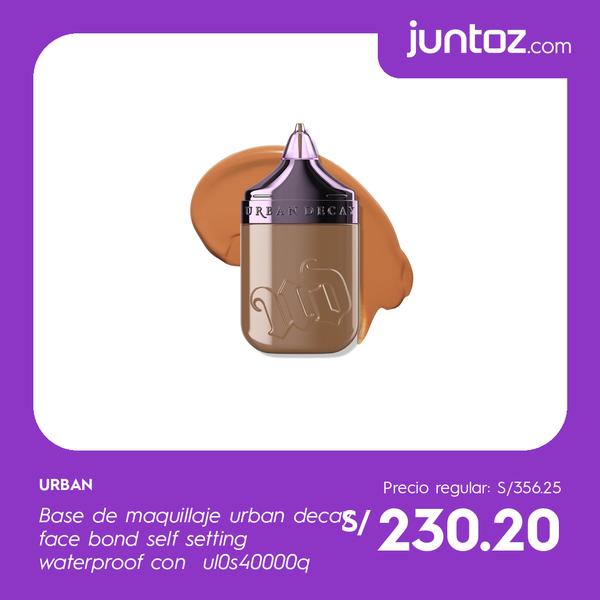 juntoz.com
URBAN DECAY
UD
URBAN
Precio regular: S/356.25
Base de maquillaje urban decay
face bond self setting
waterproof con ul0s40000q
S/ 230.20